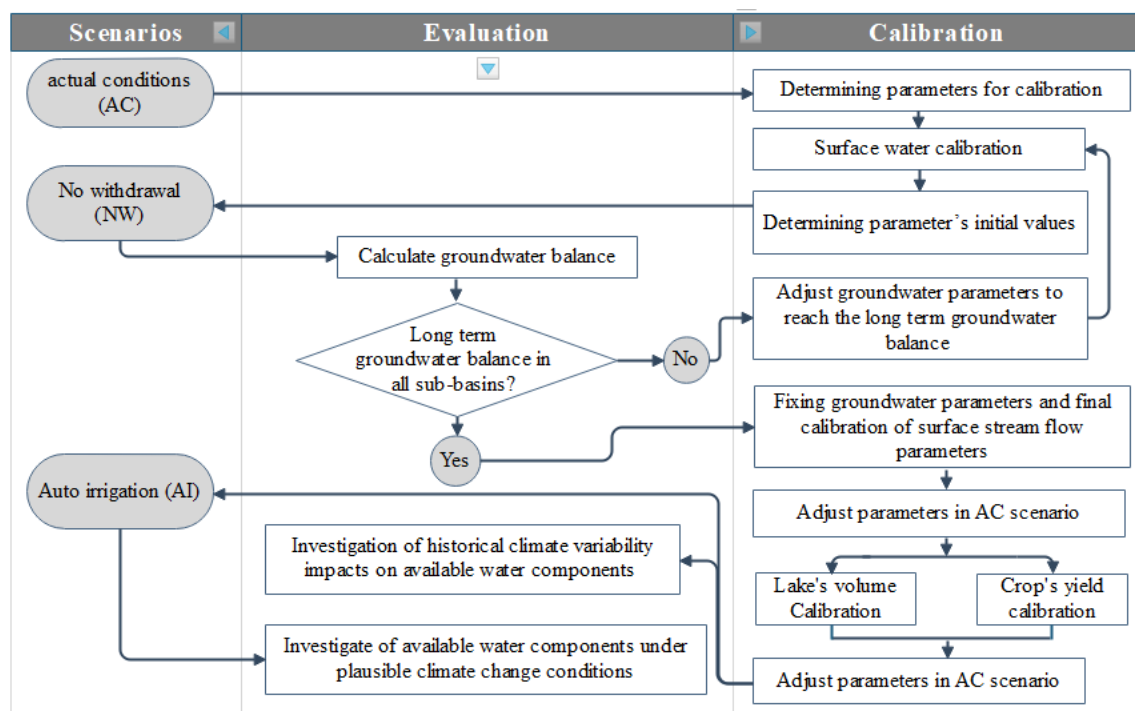 Scenarios
Evaluation
Calibration
actual conditions
(AC)
Determining parameters for calibration
Surface water calibration
No withdrawal
(NW)
Determining parameter's initial values
Calculate groundwater balance
Long term
groundwater balance in
all sub-basins?
No
Adjust groundwater parameters to
reach the long term groundwater
balance
Yes
Fixing groundwater parameters and final
calibration of surface stream flow
parameters
Auto irrigation (AI)
Adjust parameters in AC scenario
Investigation of historical climate variability
impacts on available water components
Lake's volume
Calibration
Crop's yield
calibration
Investigate of available water components under
plausible climate change conditions
Adjust parameters in AC scenario